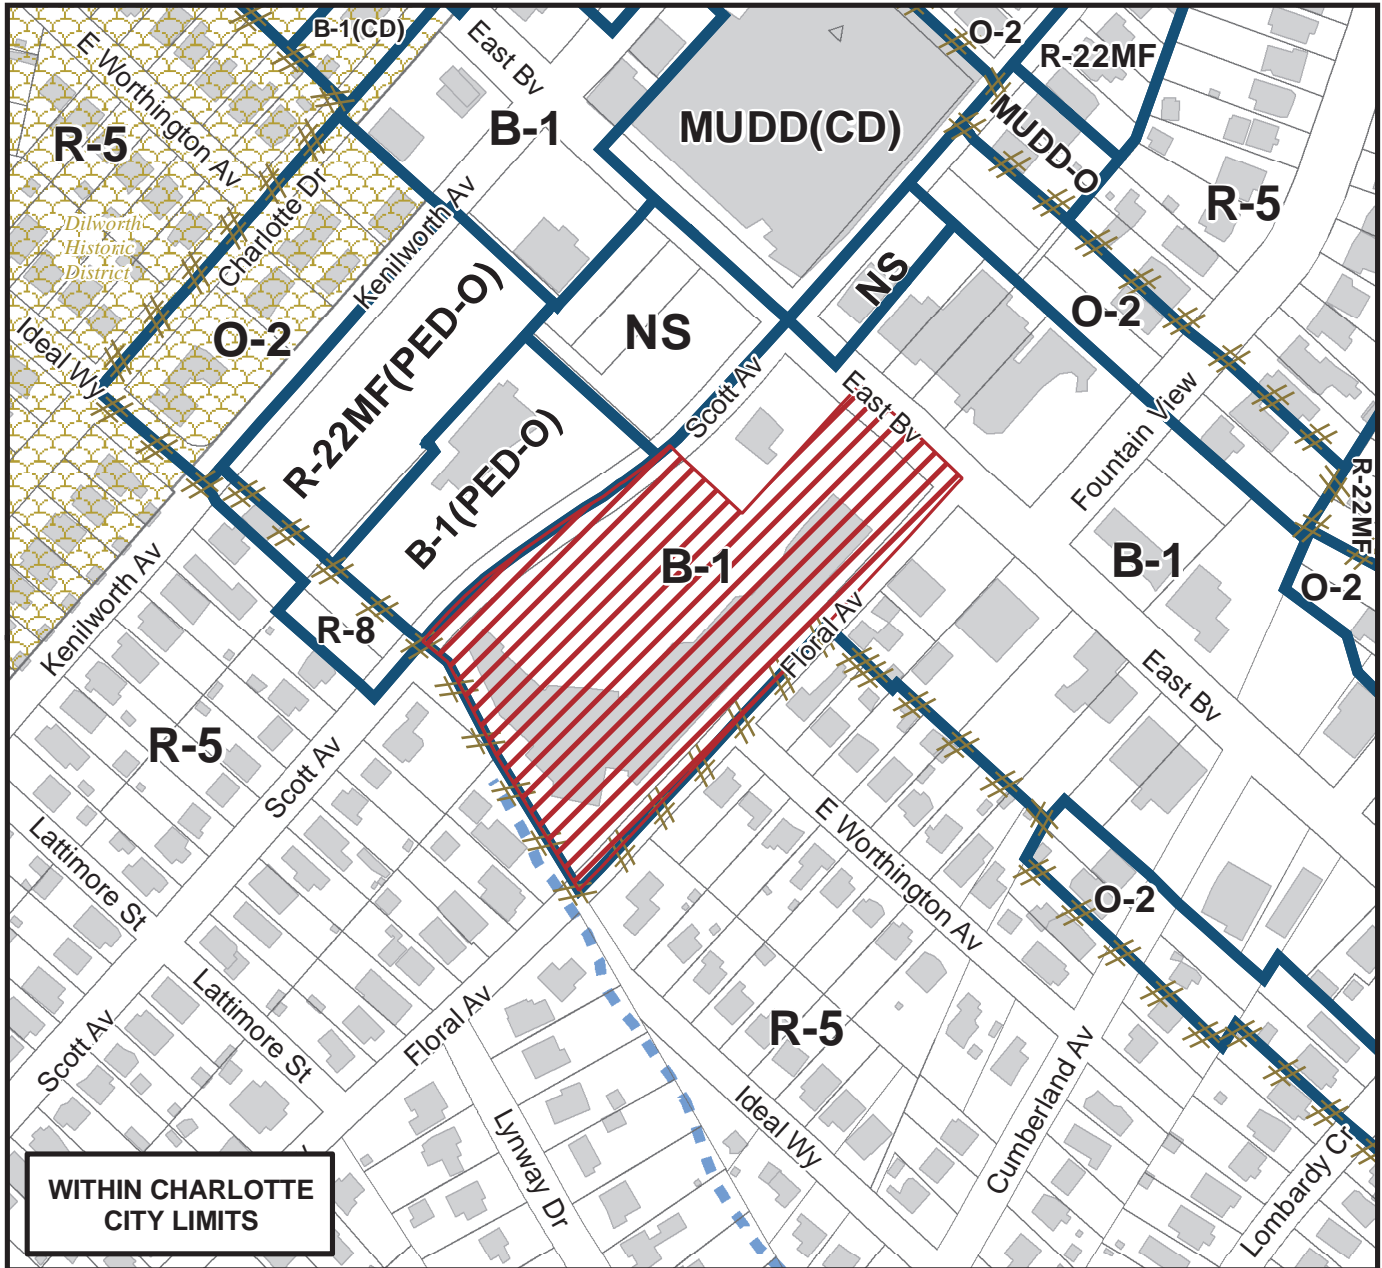 B-1(CD)
East Bv
O-2
R-22MF
E Worthington Av
R-5
B-1
MUDD(CD)
MUDD-O
R-5
Dilworth
Historic
District
Charlotte Dr
Kenilworth Av
NS
O-2
Ideal Wy
O-2
R-22MF(PED-O)
NS
Scott Av
East Bv
Fountain View
B-1(PED-O)
R-22MF
B-1
B-1
O-2
Kenilworth Av
R-8
Floral Av
East Bv
R-5
Scott Av
Lattimore St
E Worthington Av
O-2
Lattimore St
Floral Av
Scott Av
R-5
Cumberland Av
Ideal Wy
Lynway Dr
Lombardy Cr
WITHIN CHARLOTTE
CITY LIMITS